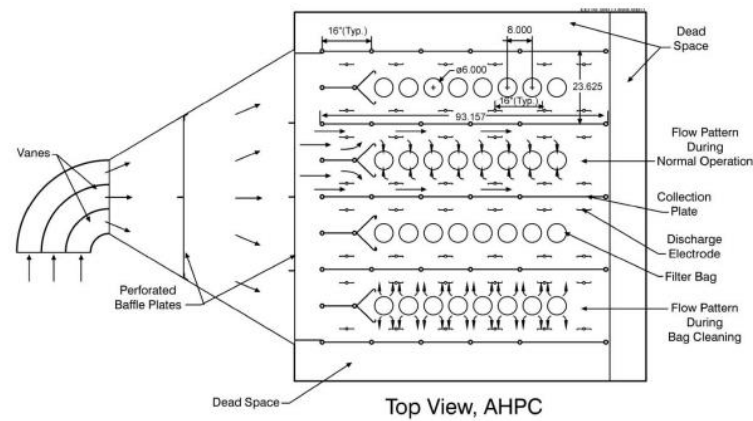 Dead
Space
16"(Typ.)
8.000
ø6.000
16"(Typ.)
23.625
93.157
Vanes
Flow Pattern
During
Normal Operation
Collection
Plate
Discharge
Electrode
Filter Bag
Perforated
Baffle Plates
Flow Pattern
During
Bag Cleaning
Dead Space
Top View, AHPC